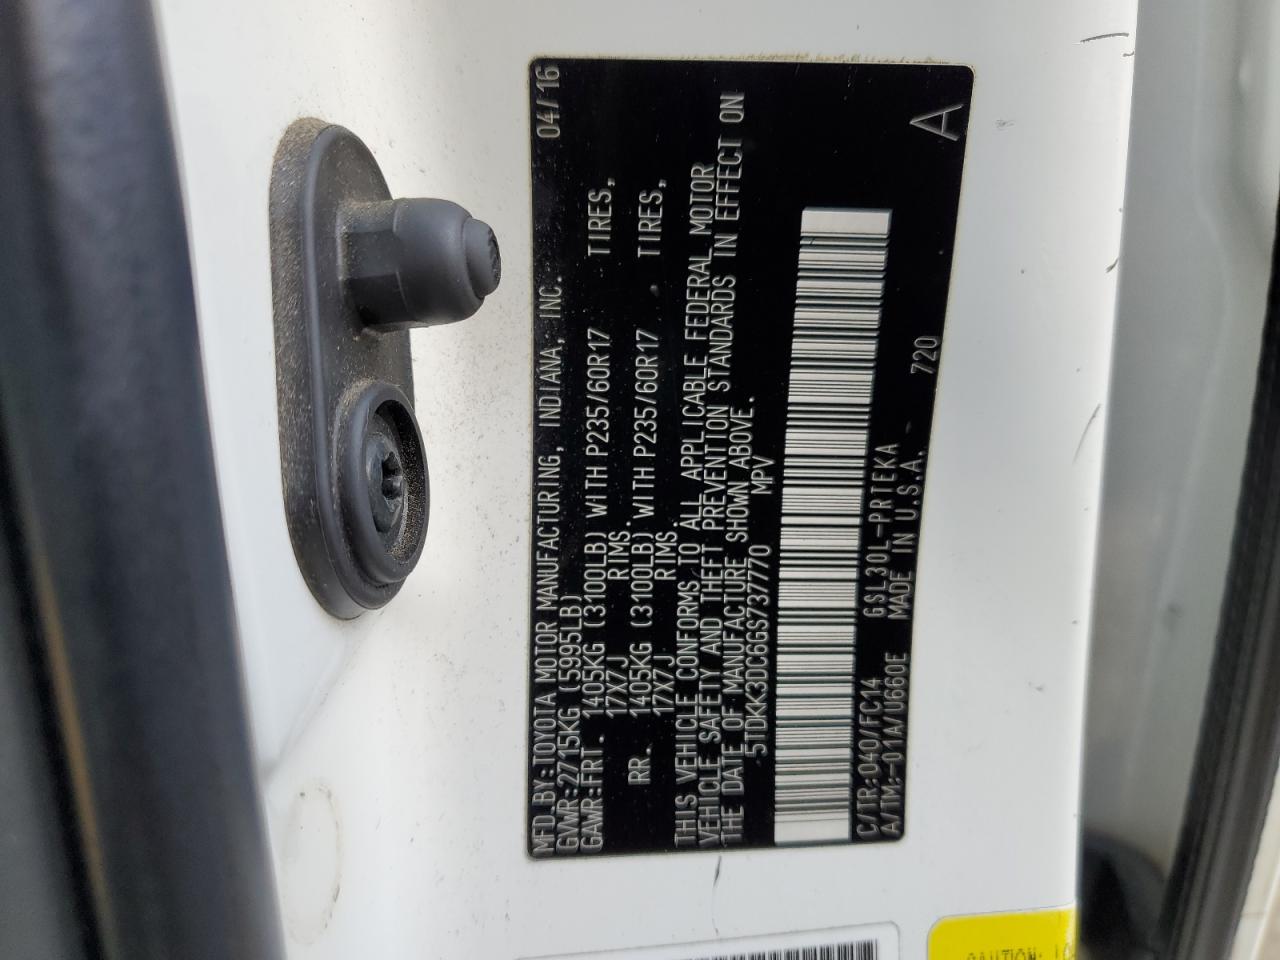 MFD.BY:TOYOTA MOTOR MANUFACTURING, INDIANA, INC. 04/16
GVWR:2715KG (5995LB)
GAWR:FRT. 1405KG (3100LB) WITH P235/60R17 TIRES,
17X7J RIMS.
RR. 1405KG (3100LB) WITH P235/60R17 TIRES,
17X7J RIMS.
THIS VEHICLE CONFORMS TO ALL APPLICABLE FEDERAL MOTOR
VEHICLE SAFETY AND THEFT PREVENTION STANDARDS IN EFFECT ON
THE DATE OF MANUFACTURE SHOWN ABOVE.
5TDKK3DC6GS737770 MPV
C/TR:040/FC14 GSL30L-PRTEKA 720
A/TM:-01A/U660E MADE IN U.S.A. A
CAUTION: